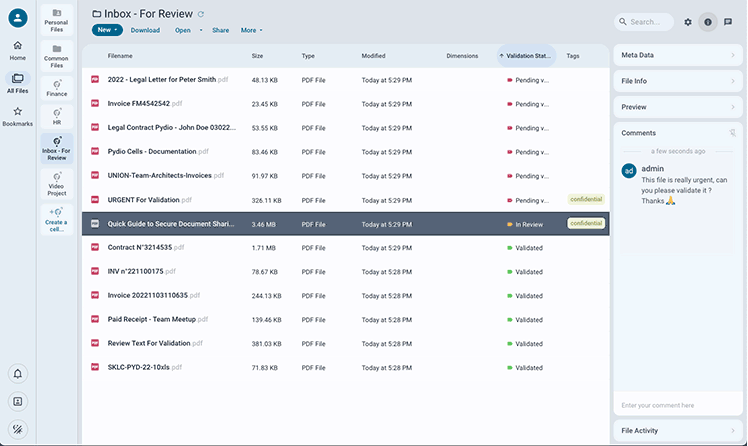 Inbox - For Review
New
Download
Open
Share
More
Search...
Home
All Files
Bookmarks
Personal
Files
Common
Files
Finance
HR
Inbox - For
Review
Video
Project
Create a
cell...
Filename Size Type Modified Dimensions Validation Stat... Tags
PDF 2022 - Legal Letter for Peter Smith .pdf 48.13 KB PDF File Today at 5:29 PM Pending v...
PDF Invoice FM4542542 .pdf 23.45 KB PDF File Today at 5:29 PM Pending v...
PDF Legal Contract Pydio - John Doe 03022... 53.55 KB PDF File Today at 5:29 PM Pending v...
PDF Pydio Cells - Documentation .pdf 83.46 KB PDF File Today at 5:29 PM Pending v...
PDF UNION-Team-Architects-Invoices .pdf 91.97 KB PDF File Today at 5:29 PM Pending v...
PDF URGENT For Validation .pdf 326.11 KB PDF File Today at 5:29 PM Pending v... confidential
PDF Quick Guide to Secure Document Shari... 3.46 MB PDF File Today at 5:29 PM In Review confidential
PDF Contract N°3214535 .pdf 1.71 MB PDF File Today at 5:29 PM Validated
PDF INV n°221100175 .pdf 78.67 KB PDF File Today at 5:28 PM Validated
PDF Invoice 20221103110635 .pdf 244.13 KB PDF File Today at 5:28 PM Validated
PDF Paid Receipt - Team Meetup .pdf 139.46 KB PDF File Today at 5:28 PM Validated
PDF Review Text For Validation .pdf 381.03 KB PDF File Today at 5:28 PM Validated
PDF SKLC-PYD-22-10xls .pdf 71.83 KB PDF File Today at 5:28 PM Validated
Meta Data
File Info
Preview
Comments
a few seconds ago
ad admin
This file is really urgent, can
you please validate it ?
Thanks 🙏
Enter your comment here
File Activity